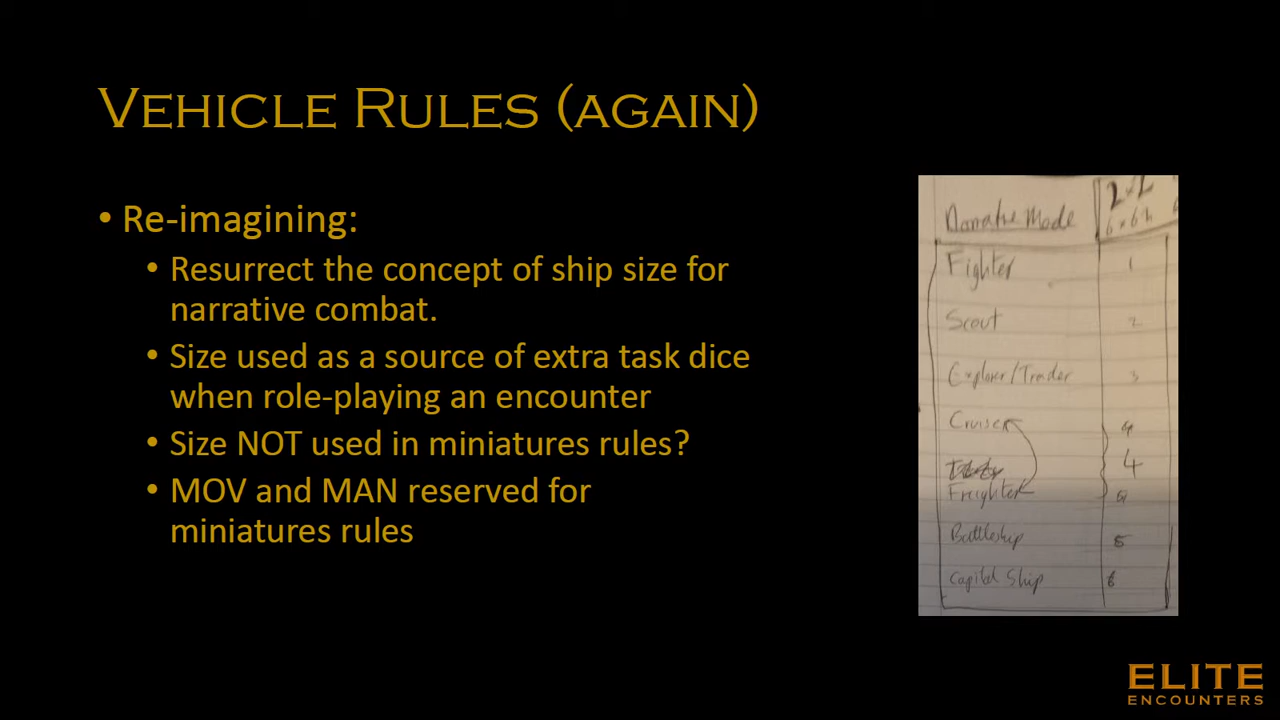 VEHICLE RULES (AGAIN)
• Re-imagining:
• Resurrect the concept of ship size for
narrative combat.
• Size used as a source of extra task dice
when role-playing an encounter
• Size NOT used in miniatures rules?
• MOV and MAN reserved for
miniatures rules
Narrative Mode
Fighter 1
Scout 2
Explorer/Trader 3
Cruiser 4
4
Freighter
Battleship 5
Capital Ship 6
ELITE
ENCOUNTERS